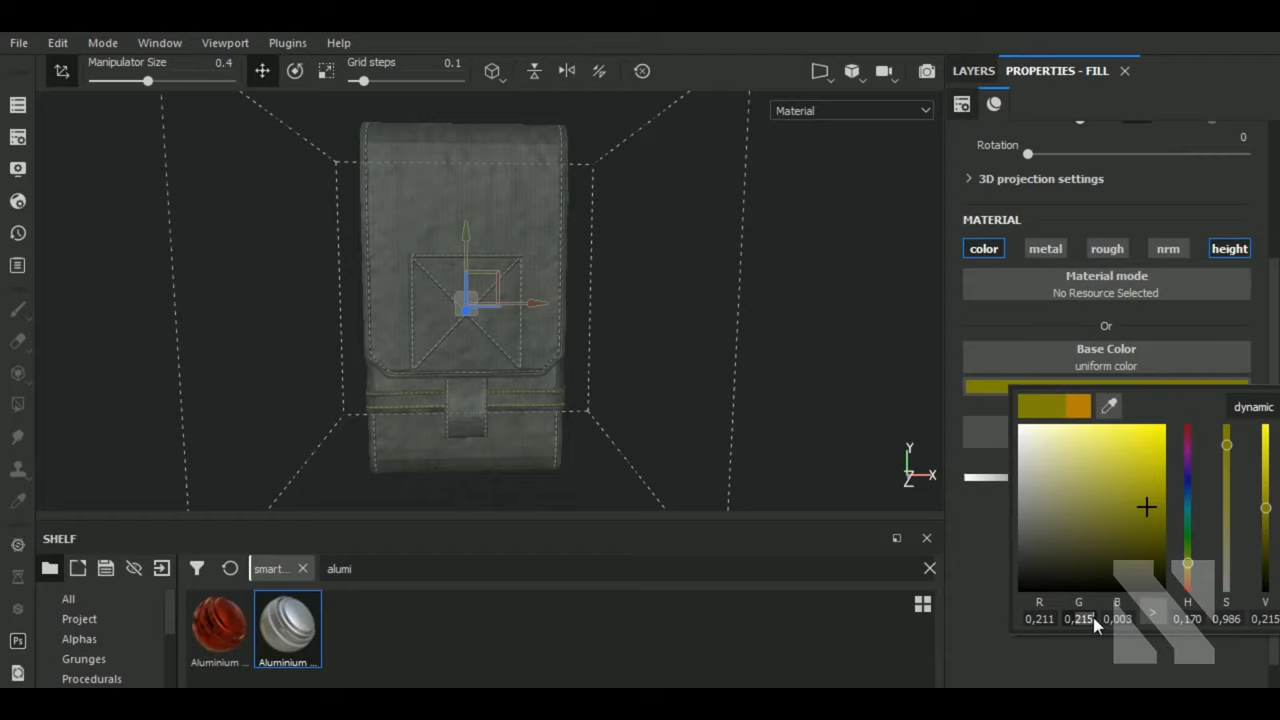 File Edit Mode Window Viewport Plugins Help
Manipulator Size 0.4 Grid steps 0.1
LAYERS PROPERTIES - FILL
Material
0
Rotation
3D projection settings
MATERIAL
color metal rough nrm height
Material mode
No Resource Selected
Or
Base Color
uniform color
dynamic
Y
X
Z
R G B H S V
0,211 0,215 0,003 > 0,170 0,986 0,215
SHELF
smart... alumi
All
Project
Alphas
Grunges
Procedurals
Aluminium ... Aluminium ...
Ps
N